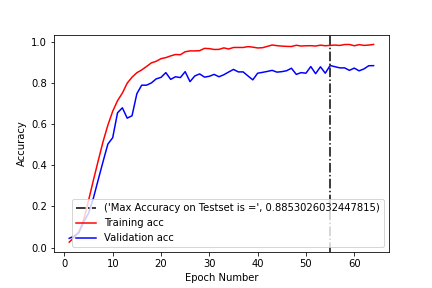 1.0
0.8
0.6
0.4
0.2
0.0
Accuracy
('Max Accuracy on Testset is =', 0.8853026032447815)
Training acc
Validation acc
0 10 20 30 40 50 60
Epoch Number